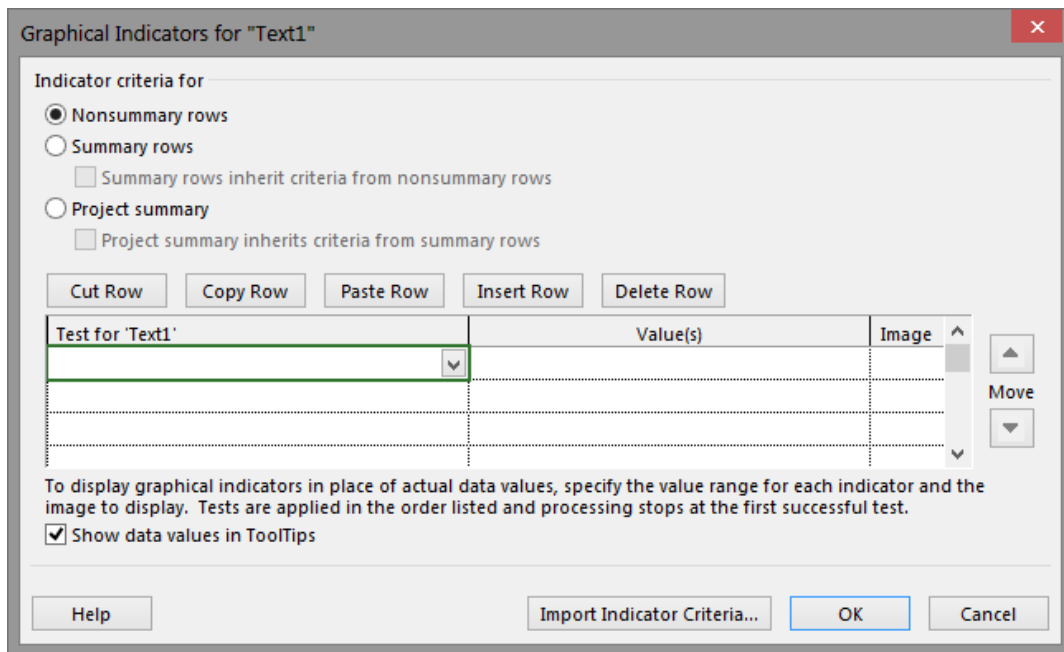 Graphical Indicators for "Text1"
Indicator criteria for
Nonsummary rows
Summary rows
Summary rows inherit criteria from nonsummary rows
Project summary
Project summary inherits criteria from summary rows
Cut Row Copy Row Paste Row Insert Row Delete Row
Test for 'Text1' Value(s) Image
Move
To display graphical indicators in place of actual data values, specify the value range for each indicator and the
image to display. Tests are applied in the order listed and processing stops at the first successful test.
Show data values in ToolTips
Help Import Indicator Criteria... OK Cancel